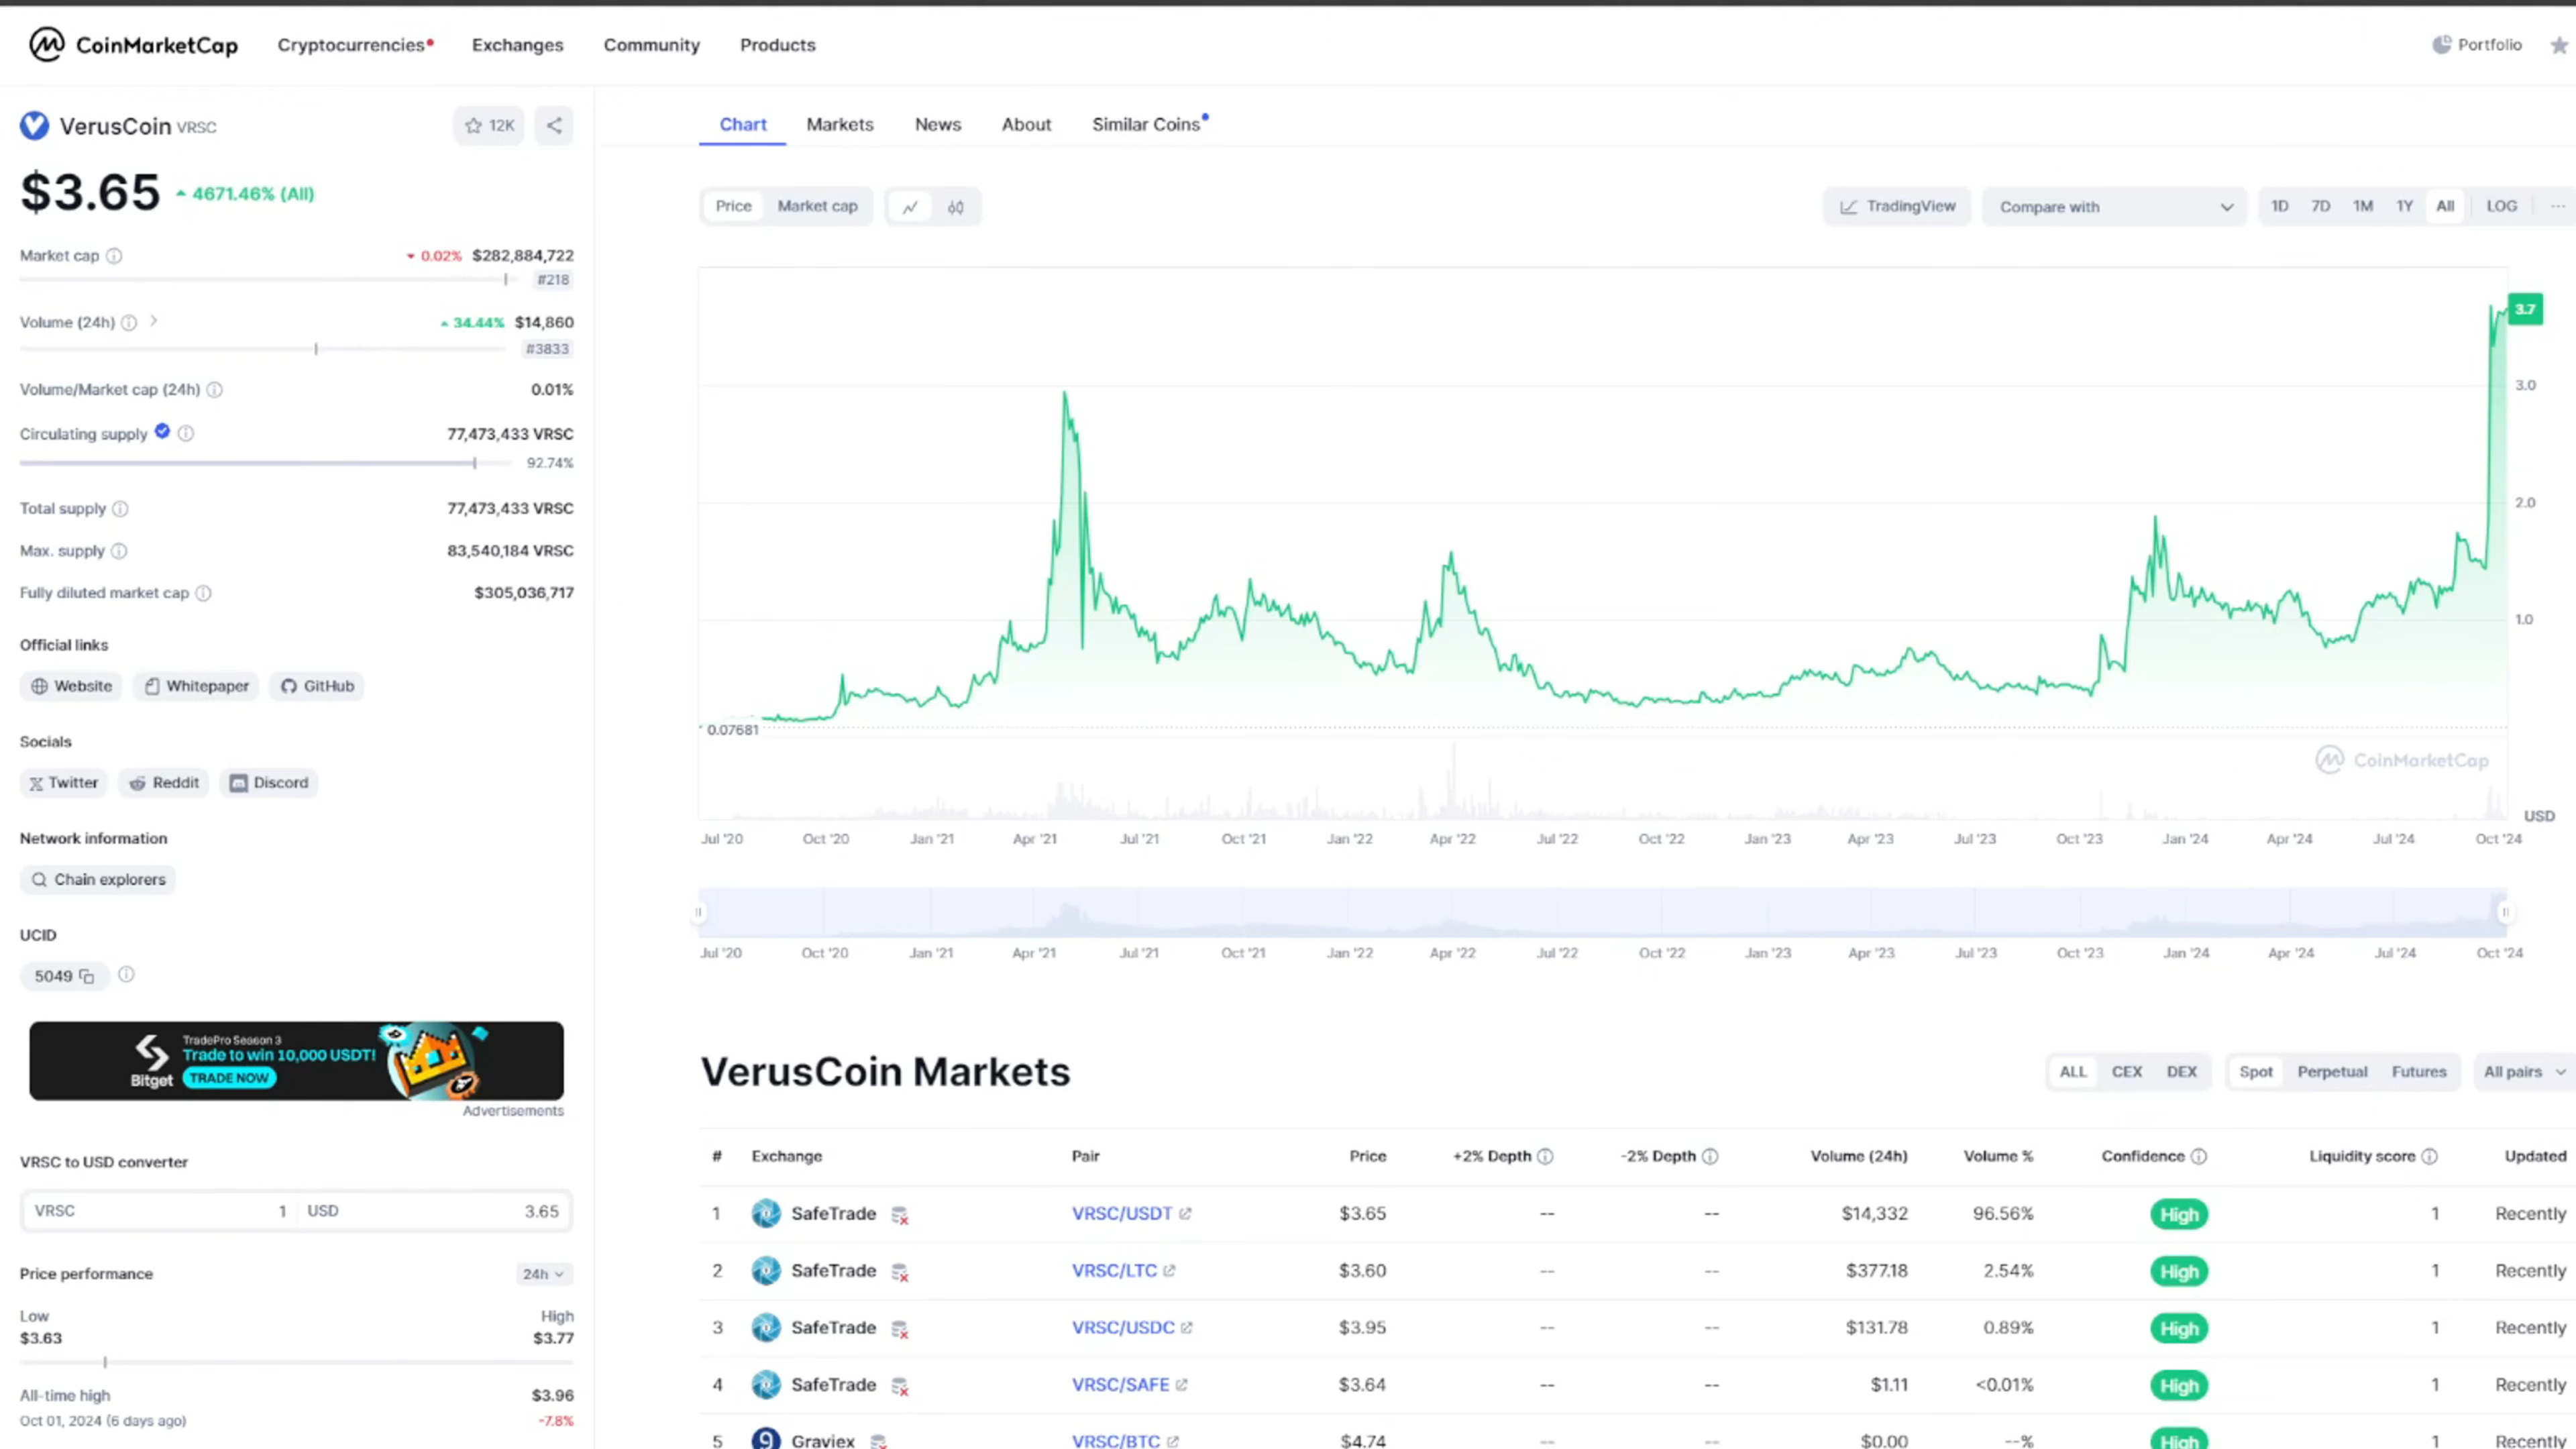 CoinMarketCap Cryptocurrencies Exchanges Community Products Portfolio
VerusCoin VRSC 12K
$3.65 4671.46% (All)
Market cap 0.02% $282,884,722
#218
Volume (24h) 34.44% $14,860
#3833
Volume/Market cap (24h) 0.01%
Circulating supply 77,473,433 VRSC
92.74%
Total supply 77,473,433 VRSC
Max. supply 83,540,184 VRSC
Fully diluted market cap $305,036,717
Official links
Website Whitepaper GitHub
Socials
Twitter Reddit Discord
Network information
Chain explorers
UCID
5049
TradePro Season 3
Trade to win 10,000 USDT!
Bitget TRADE NOW
Advertisements
VRSC to USD converter
VRSC 1 USD 3.65
Price performance 24h
Low High
$3.63 $3.77
All-time high $3.96
Oct 01, 2024 (6 days ago) -7.8%
Chart Markets News About Similar Coins
Price Market cap TradingView Compare with 1D 7D 1M 1Y All LOG ...
3.7
3.0
2.0
1.0
0.07681
CoinMarketCap
USD
Jul '20 Oct '20 Jan '21 Apr '21 Jul '21 Oct '21 Jan '22 Apr '22 Jul '22 Oct '22 Jan '23 Apr '23 Jul '23 Oct '23 Jan '24 Apr '24 Jul '24 Oct '24
Jul '20 Oct '20 Jan '21 Apr '21 Jul '21 Oct '21 Jan '22 Apr '22 Jul '22 Oct '22 Jan '23 Apr '23 Jul '23 Oct '23 Jan '24 Apr '24 Jul '24 Oct '24
VerusCoin Markets ALL CEX DEX Spot Perpetual Futures All pairs
# Exchange Pair Price +2% Depth -2% Depth Volume (24h) Volume % Confidence Liquidity score Updated
1 SafeTrade VRSC/USDT $3.65 -- -- $14,332 96.56% High 1 Recently
2 SafeTrade VRSC/LTC $3.60 -- -- $377.18 2.54% High 1 Recently
3 SafeTrade VRSC/USDC $3.95 -- -- $131.78 0.89% High 1 Recently
4 SafeTrade VRSC/SAFE $3.64 -- -- $1.11 <0.01% High 1 Recently
5 Graviex VRSC/BTC $4.74 -- -- $0.00 --% High 1 Recently